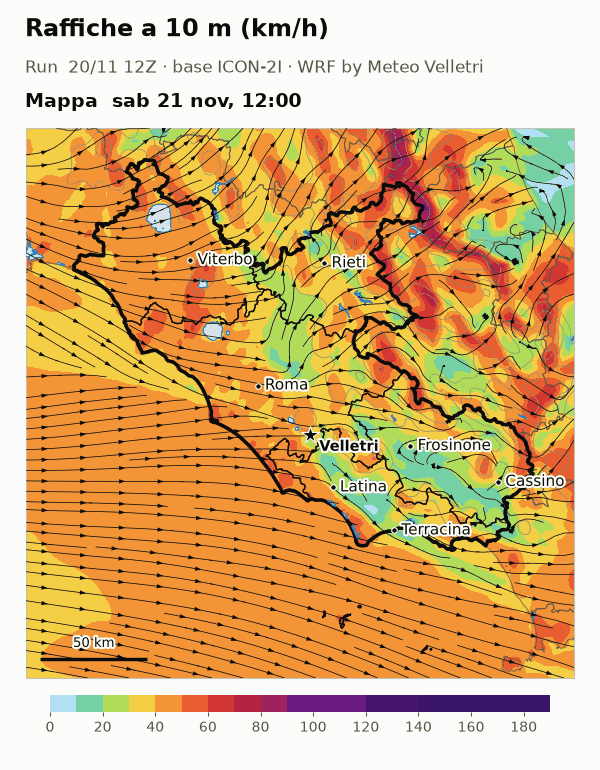 Raffiche a 10 m (km/h)
Run  20/11 12Z · base ICON-2I · WRF by Meteo Velletri
Mappa  sab 21 nov, 12:00
Viterbo
Rieti
Roma
Velletri
Frosinone
Latina
Cassino
Terracina
50 km
0 20 40 60 80 100 120 140 160 180